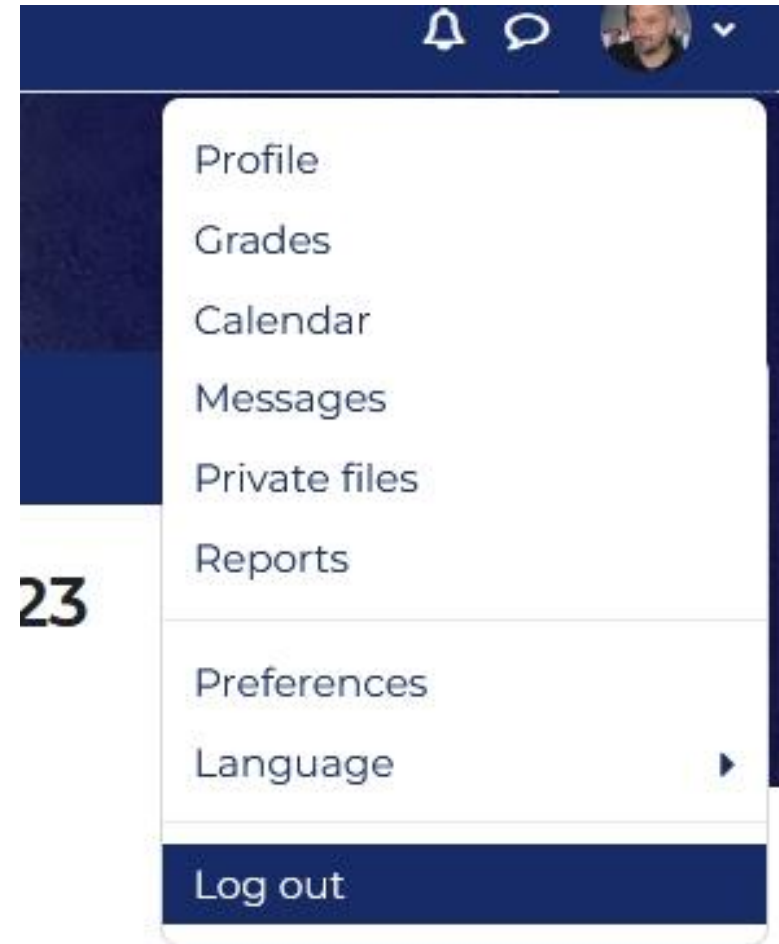 Profile
Grades
Calendar
Messages
Private files
Reports
23
Preferences
Language
Log out